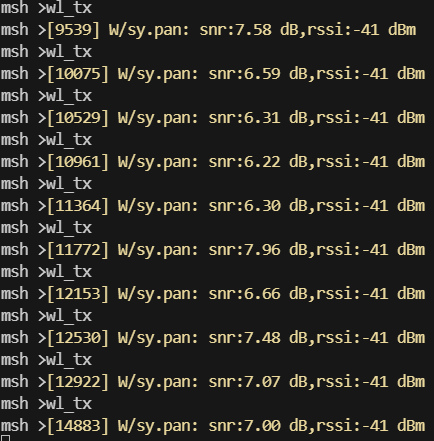 msh >wl_tx
msh >[9539] W/sy.pan: snr:7.58 dB,rssi:-41 dBm
msh >wl_tx
msh >[10075] W/sy.pan: snr:6.59 dB,rssi:-41 dBm
msh >wl_tx
msh >[10529] W/sy.pan: snr:6.31 dB,rssi:-41 dBm
msh >wl_tx
msh >[10961] W/sy.pan: snr:6.22 dB,rssi:-41 dBm
msh >wl_tx
msh >[11364] W/sy.pan: snr:6.30 dB,rssi:-41 dBm
msh >wl_tx
msh >[11772] W/sy.pan: snr:7.96 dB,rssi:-41 dBm
msh >wl_tx
msh >[12153] W/sy.pan: snr:6.66 dB,rssi:-41 dBm
msh >wl_tx
msh >[12530] W/sy.pan: snr:7.48 dB,rssi:-41 dBm
msh >wl_tx
msh >[12922] W/sy.pan: snr:7.07 dB,rssi:-41 dBm
msh >wl_tx
msh >[14883] W/sy.pan: snr:7.00 dB,rssi:-41 dBm